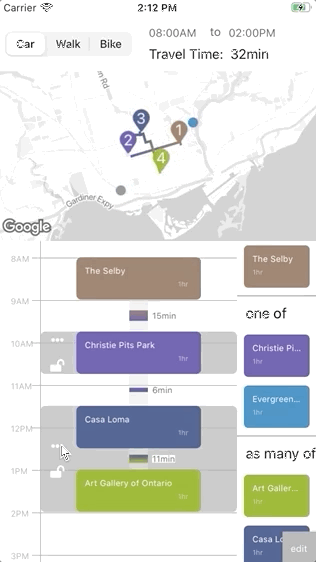 Carrier 2:12 PM
Car Walk Bike
08:00AM to 02:00PM
Travel Time: 32min
n Rd
3
1
2
4
Gardiner Expy
Google
8AM
The Selby
1hr
The Selby
1hr
9AM
15min
one of
10AM
Christie Pits Park
1hr
Christie Pi...
1hr
11AM
6min
Evergreen...
1hr
12PM
Casa Loma
1hr
as many of
11min
1PM
Art Gallery of Ontario
1hr
Art Galler...
1hr
2PM
Casa Lo
1hr
edit
3PM